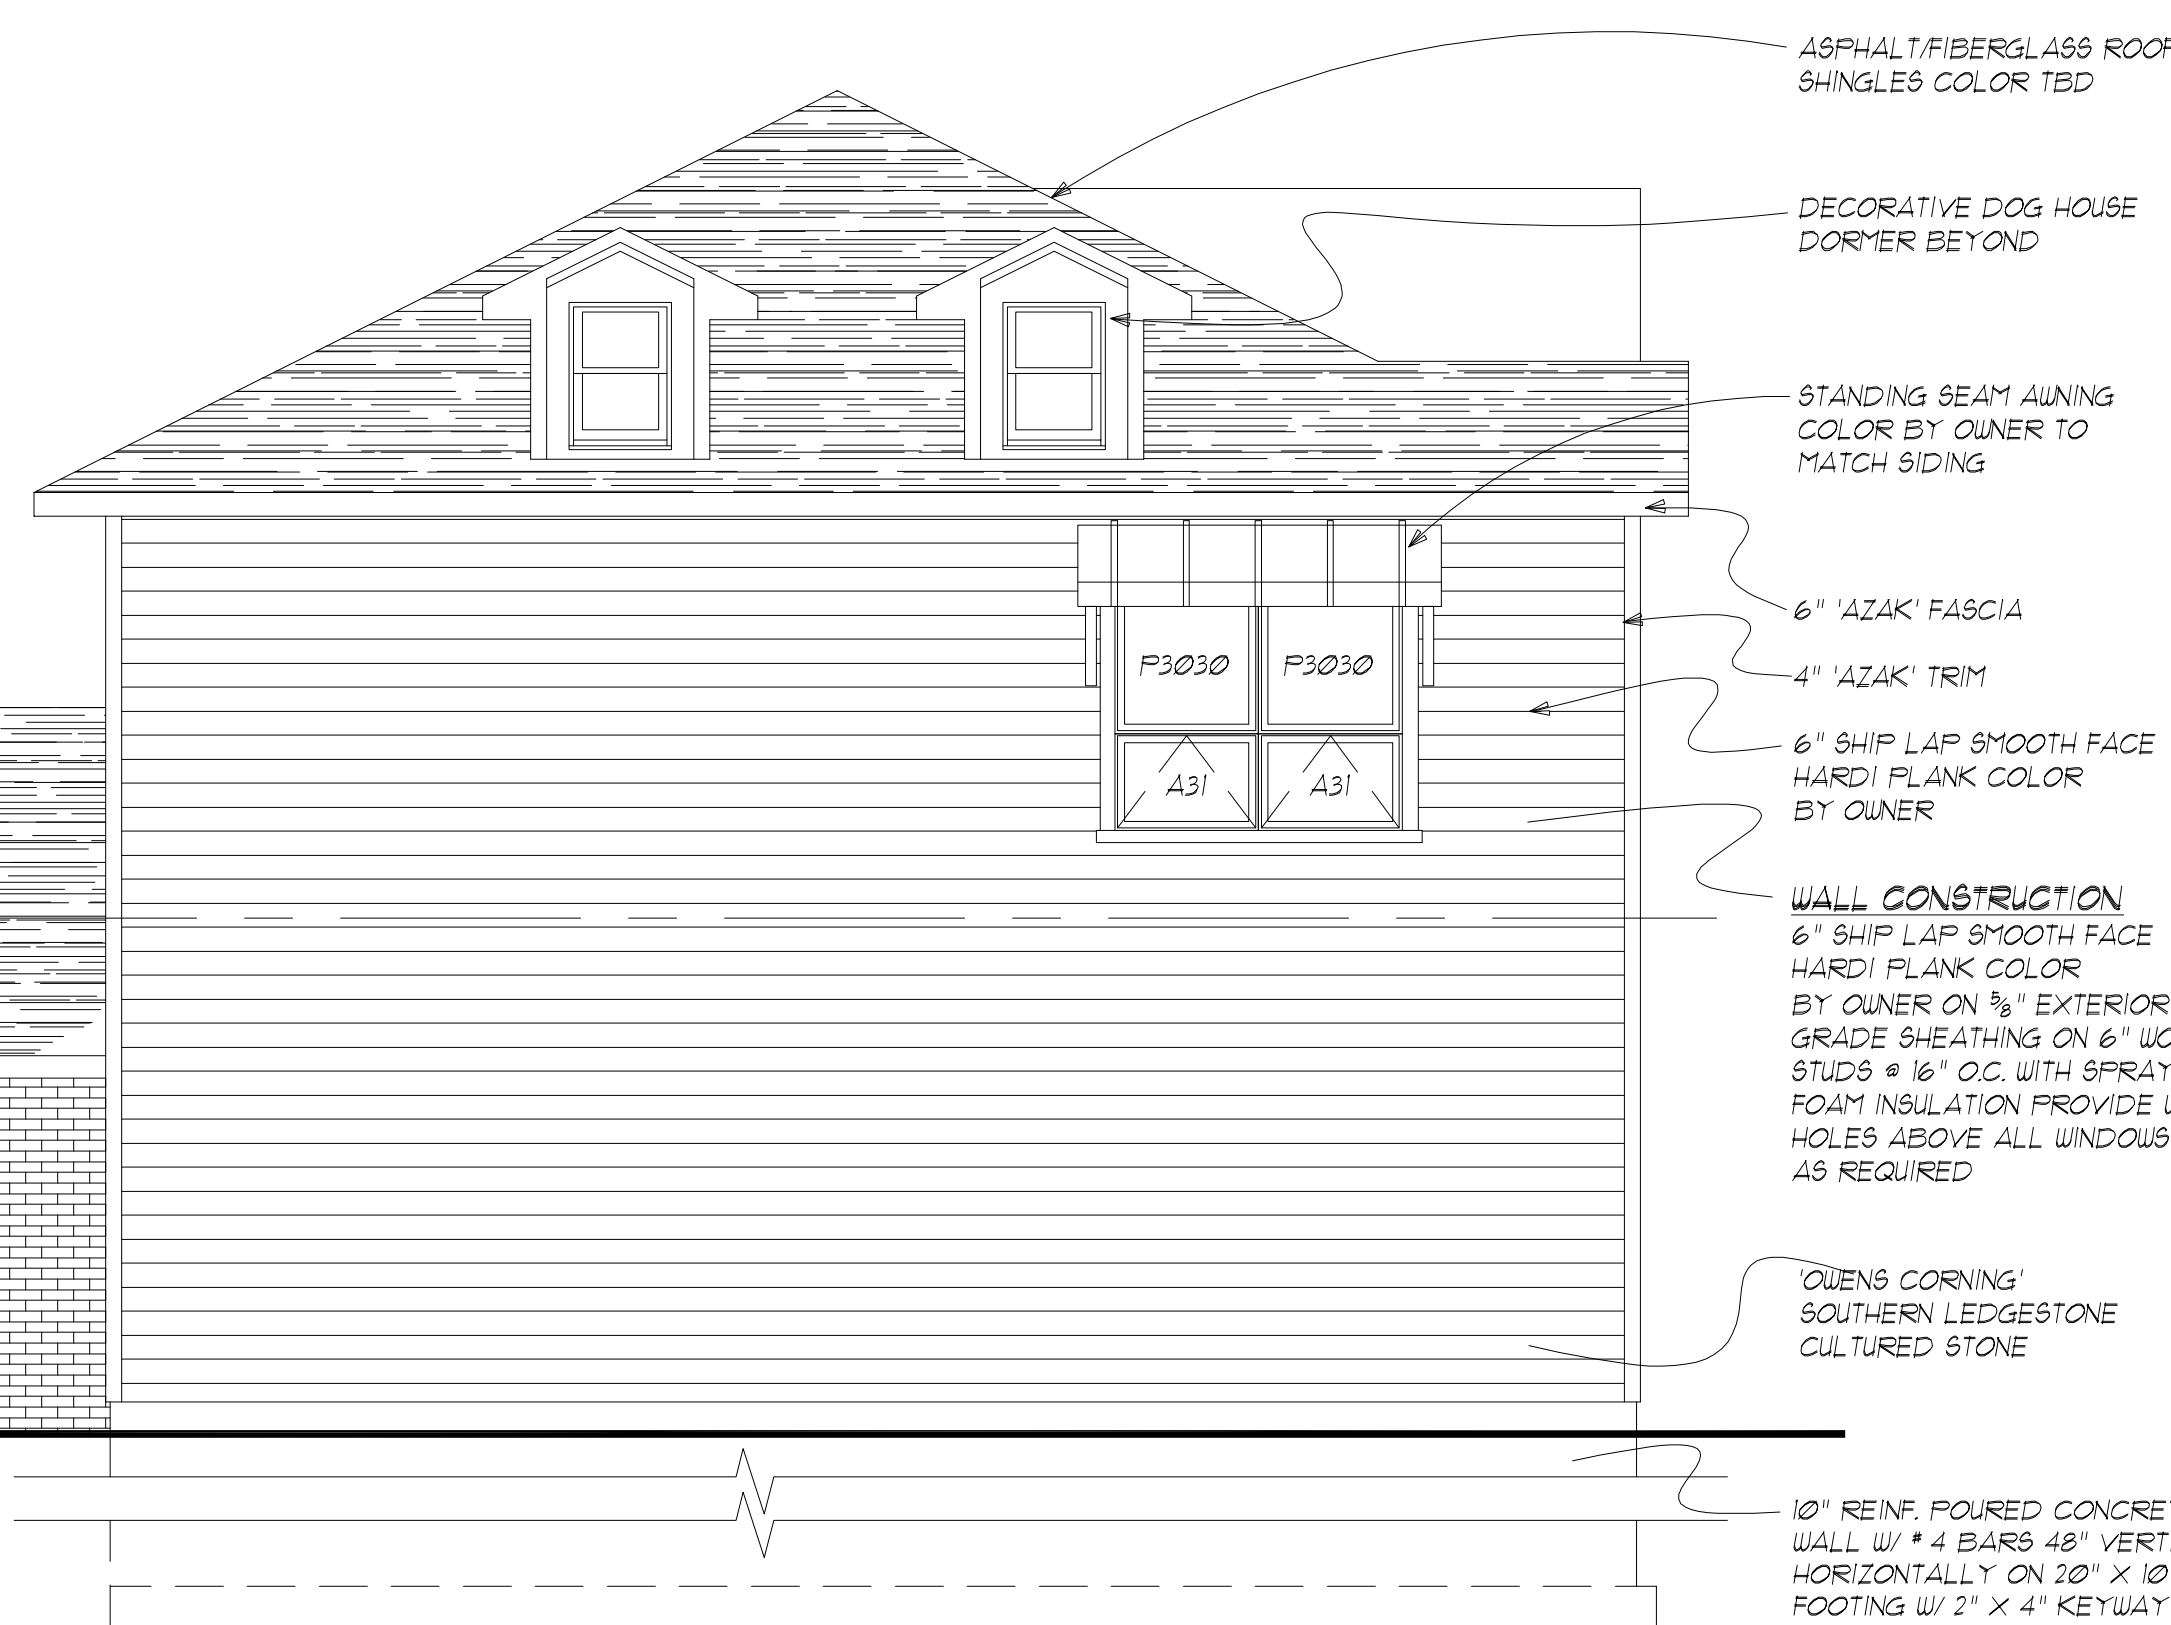 ASPHALT/FIBERGLASS ROOF
SHINGLES COLOR TBD
DECORATIVE DOG HOUSE
DORMER BEYOND
STANDING SEAM AWNING
COLOR BY OWNER TO
MATCH SIDING
6" 'AZAK' FASCIA
4" 'AZAK' TRIM
P3030 P3030
6" SHIP LAP SMOOTH FACE
HARDI PLANK COLOR
BY OWNER
A31 A31
WALL CONSTRUCTION
6" SHIP LAP SMOOTH FACE
HARDI PLANK COLOR
BY OWNER ON 5/8" EXTERIOR
GRADE SHEATHING ON 6"
STUDS @ 16" O.C. WITH SPRAY
FOAM INSULATION PROVIDE
HOLES ABOVE ALL WINDOWS
AS REQUIRED
'OWENS CORNING'
SOUTHERN LEDGESTONE
CULTURED STONE
10" REINF. POURED
WALL W/ # 4 BARS 48"
HORIZONTALLY ON 20" X 10
FOOTING W/ 2" X 4" KEYWAY